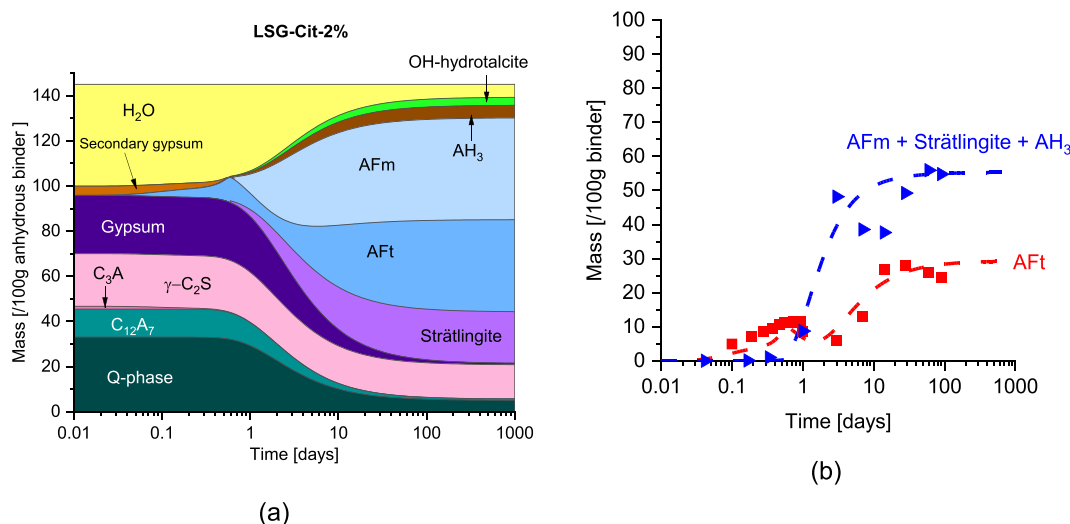 LSG-Cit-2%
OH-hydrotalcite
H₂O
Secondary gypsum
AFm
AH₃
Gypsum
AFt
C₃A
γ–C₂S
C₁₂A₇
Strätlingite
Q-phase
Mass [/100g anhydrous binder ]
140
120
100
80
60
40
20
0
0.01 0.1 1 10 100 1000
Time [days]
(a)
Mass [/100g binder]
100
90
80
70
60
50
40
30
20
10
0
AFm + Strätlingite + AH₃
AFt
0.01 0.1 1 10 100 1000
Time [days]
(b)